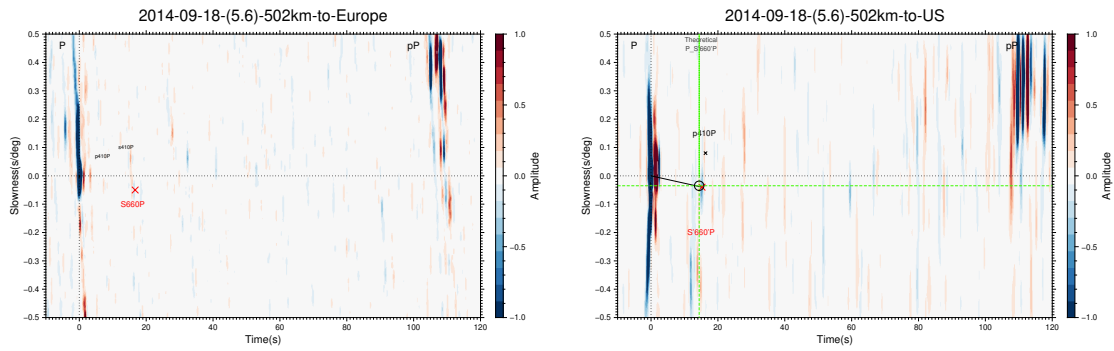 2014-09-18-(5.6)-502km-to-Europe
P
pP
s410P
p410P
S660P
Slowness(s/deg)
0.5
0.4
0.3
0.2
0.1
0.0
−0.1
−0.2
−0.3
−0.4
−0.5
0
20
40
60
80
100
120
Time(s)
1.0
0.5
0.0
−0.5
−1.0
Amplitude
2014-09-18-(5.6)-502km-to-US
P
Theoretical
P_S'660'P
pP
p410P
S'660'P
Slowness(s/deg)
0.5
0.4
0.3
0.2
0.1
0.0
−0.1
−0.2
−0.3
−0.4
−0.5
0
20
40
60
80
100
120
Time(s)
1.0
0.5
0.0
−0.5
−1.0
Amplitude